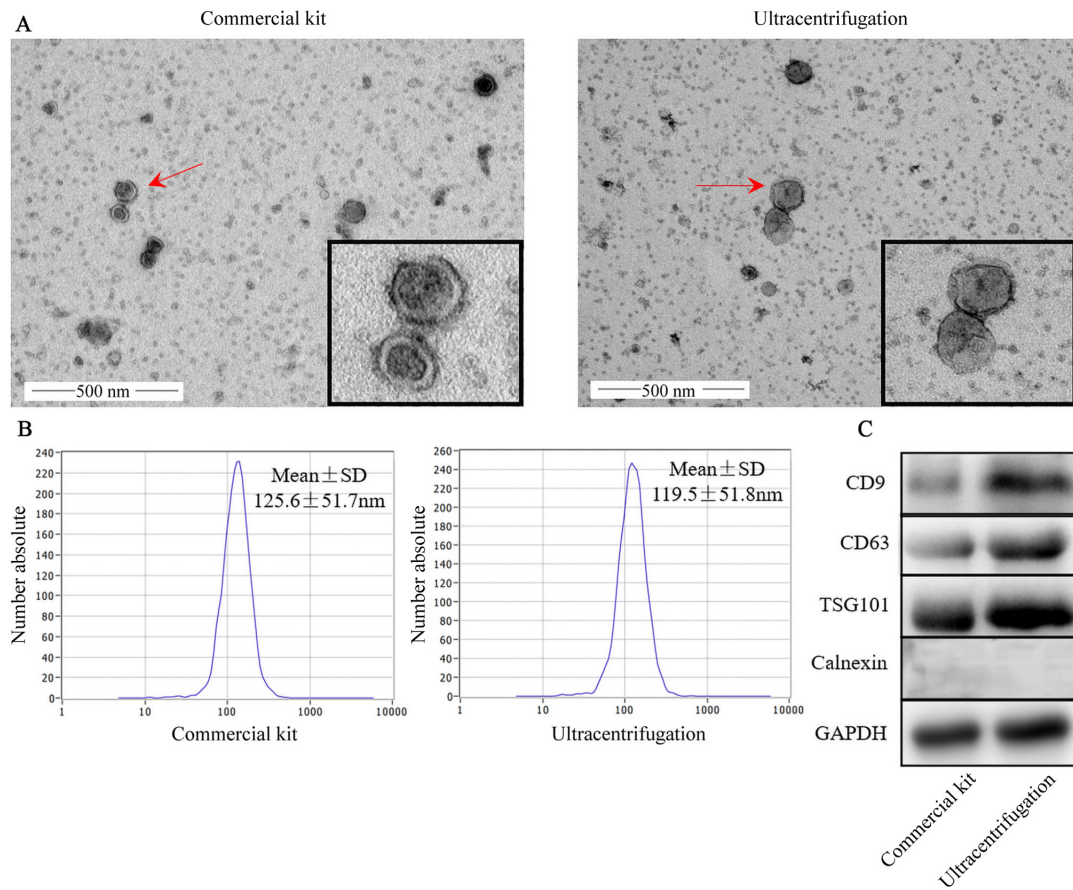 A
Commercial kit
Ultracentrifugation
500 nm
500 nm
B
Number absolute
240
220
200
180
160
140
120
100
80
60
40
20
0
1
10
100
1000
10000
Mean±SD
125.6±51.7nm
Commercial kit
Number absolute
260
240
220
200
180
160
140
120
100
80
60
40
20
0
1
10
100
1000
10000
Mean±SD
119.5±51.8nm
Ultracentrifugation
C
CD9
CD63
TSG101
Calnexin
GAPDH
Commercial kit
Ultracentrifugation